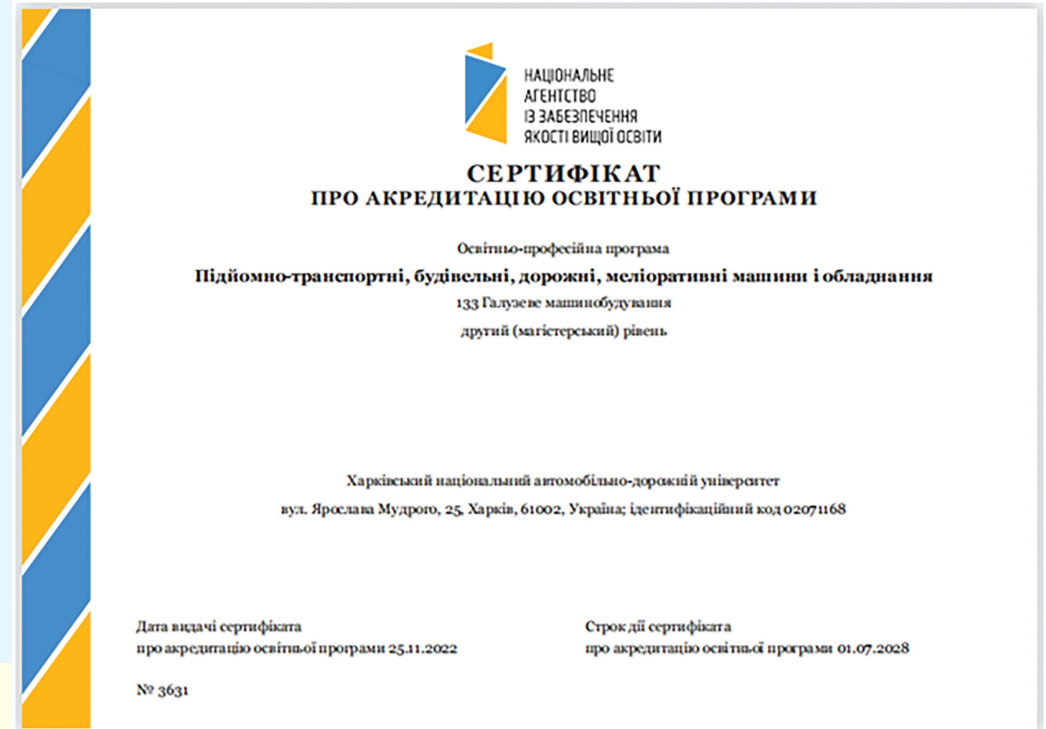 НАЦІОНАЛЬНЕ
АГЕНТСТВО
ІЗ ЗАБЕЗПЕЧЕННЯ
ЯКОСТІ ВИЩОЇ ОСВІТИ
СЕРТИФІКАТ
ПРО АКРЕДИТАЦІЮ ОСВІТНЬОЇ ПРОГРАМИ
Освітньо-професійна програма
Підйомно-транспортні, будівельні, дорожні, меліоративні машини і обладнання
133 Галузеве машинобудування
другий (магістерський) рівень
Харківський національний автомобільно-дорожній університет
вул. Ярослава Мудрого, 25, Харків, 61002, Україна; ідентифікаційний код 02071168
Дата видачі сертифіката
про акредитацію освітньої програми 25.11.2022
Строк дії сертифіката
про акредитацію освітньої програми 01.07.2028
№ 3631